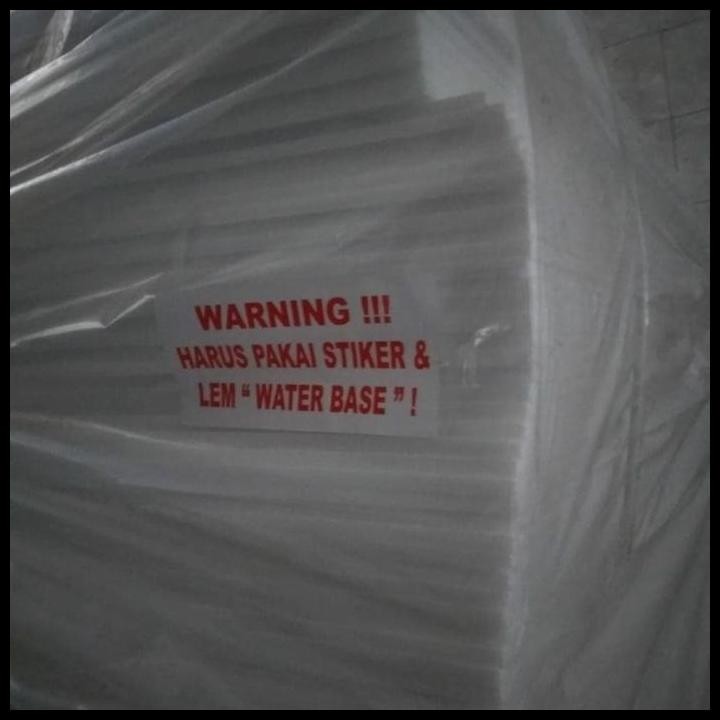 WARNING !!!
HARUS PAKAI STIKER &
LEM “ WATER BASE ” !